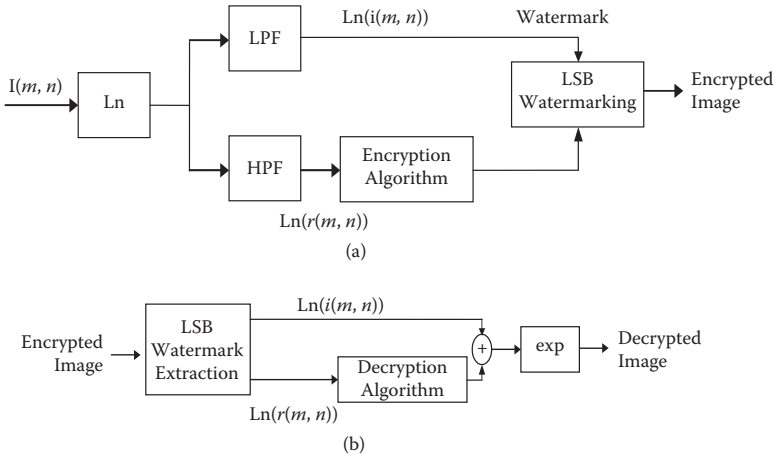 Ln(i(m, n))
Watermark
LPF
I(m, n)
Ln
LSB
Watermarking
Encrypted
Image
HPF
Encryption
Algorithm
Ln(r(m, n))
(a)
Ln(i(m, n))
Encrypted
Image
LSB
Watermark
Extraction
+
exp
Decrypted
Image
Decryption
Algorithm
Ln(r(m, n))
(b)